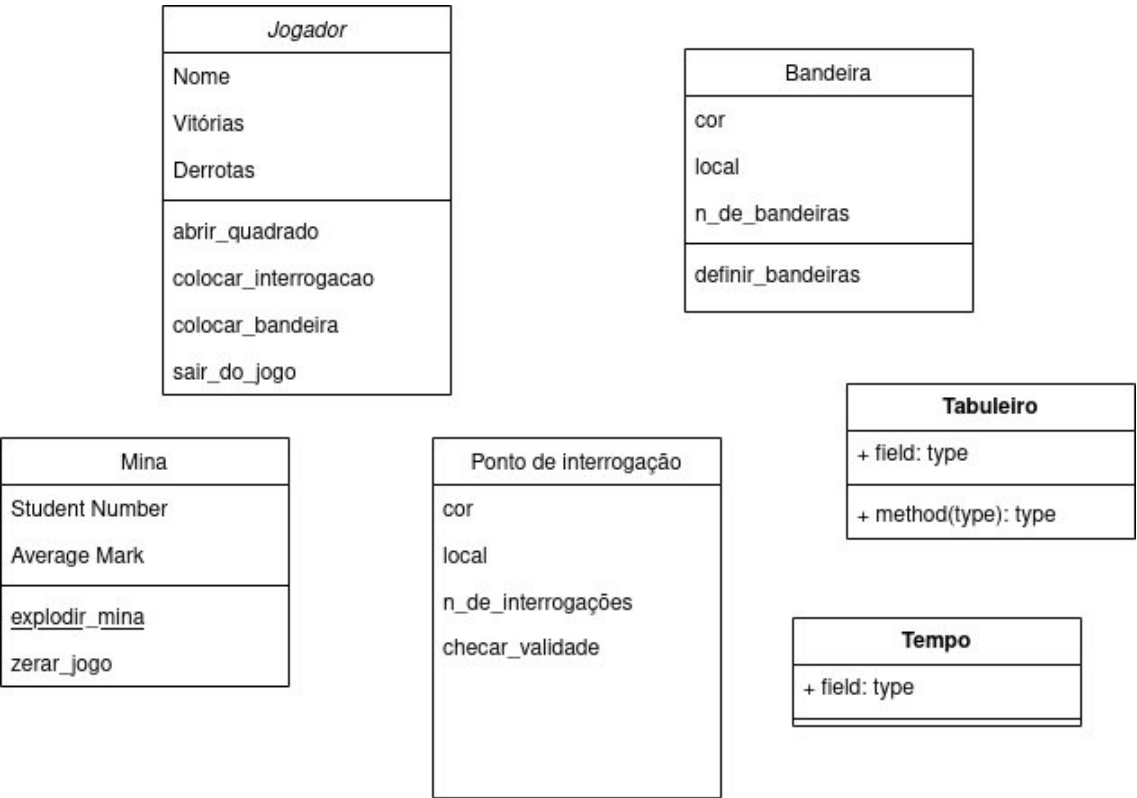 Jogador
Nome
Vitórias
Derrotas
abrir_quadrado
colocar_interrogacao
colocar_bandeira
sair_do_jogo
Bandeira
cor
local
n_de_bandeiras
definir_bandeiras
Mina
Student Number
Average Mark
explodir_mina
zerar_jogo
Ponto de interrogação
cor
local
n_de_interrogações
checar_validade
Tabuleiro
+ field: type
+ method(type): type
Tempo
+ field: type